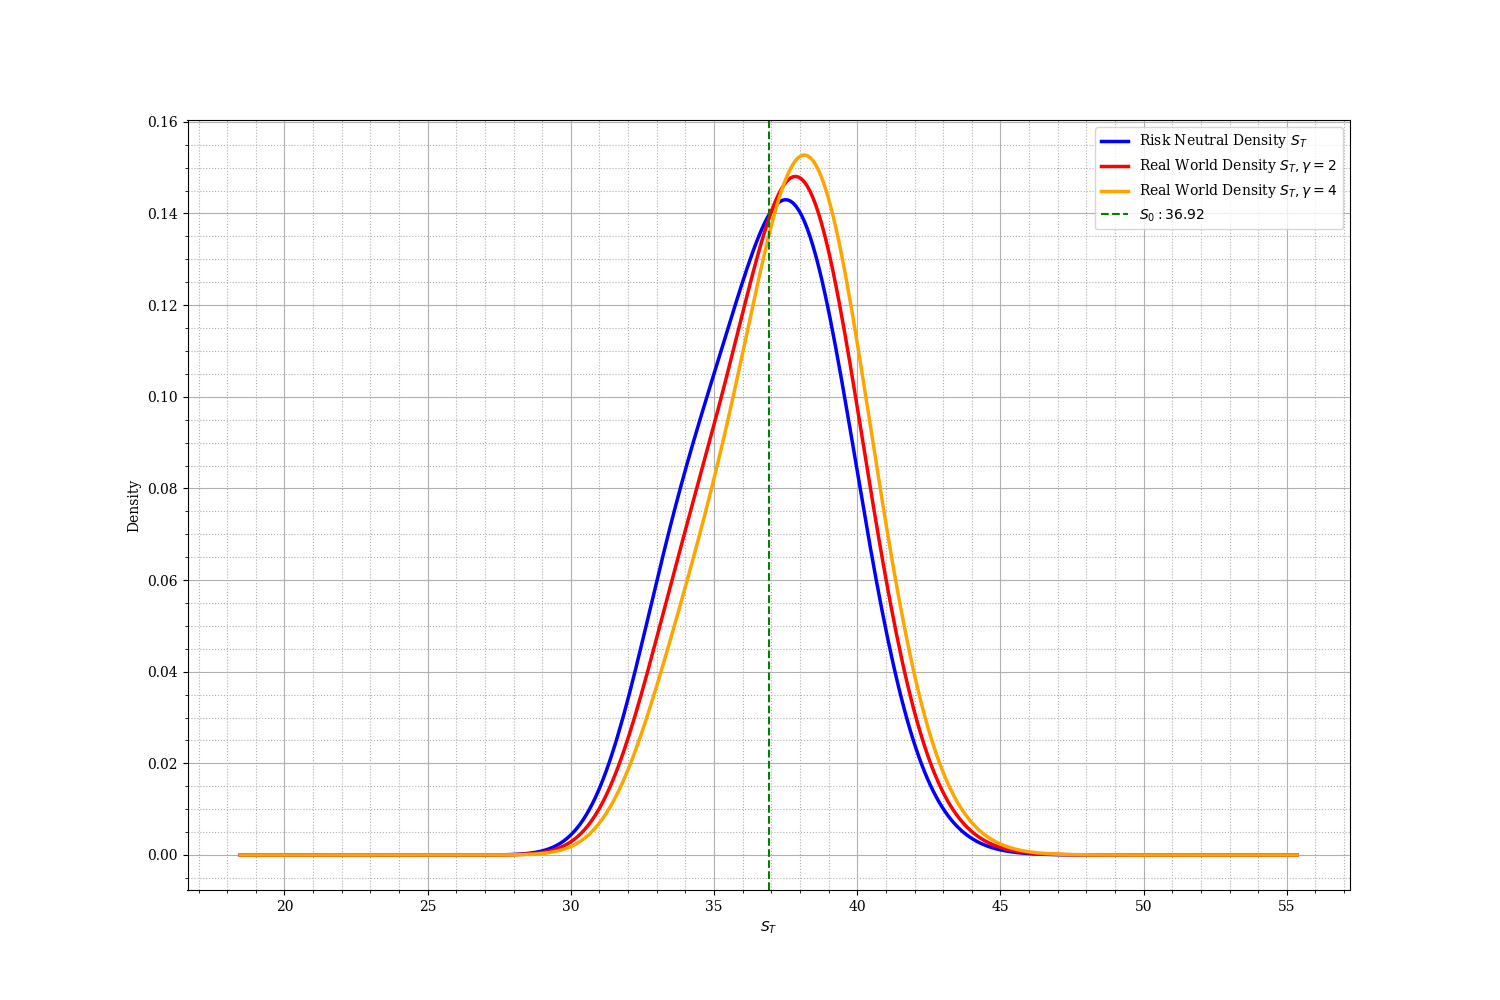 Risk Neutral Density S_T
Real World Density S_T, γ = 2
Real World Density S_T, γ = 4
S_0 : 36.92
0.16
0.14
0.12
0.10
0.08
0.06
0.04
0.02
0.00
Density
20 25 30 35 40 45 50 55
S_T